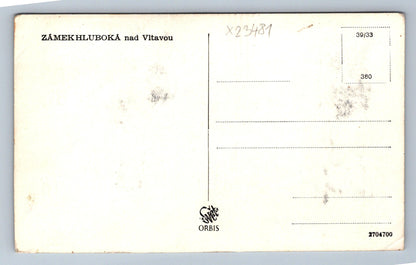 ZÁMEK HLUBOKÁ nad Vltavou
X23481
39/33
380
ORBIS
2704700